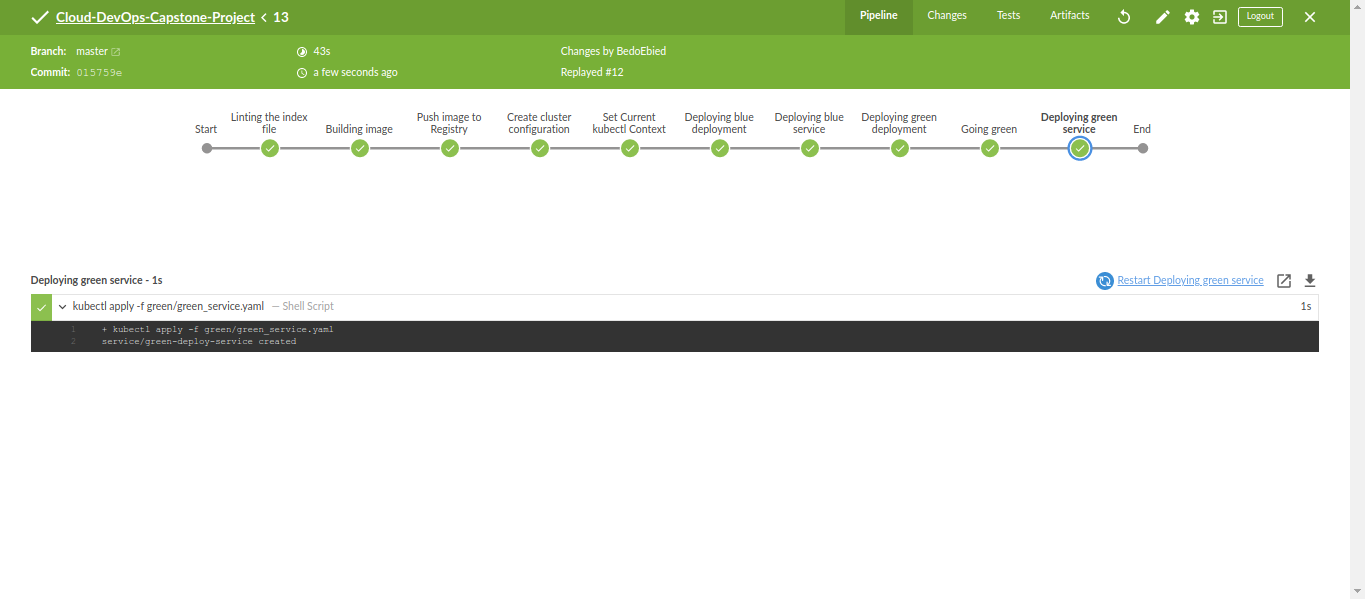 Cloud-DevOps-Capstone-Project < 13
Pipeline Changes Tests Artifacts Logout
Branch: master 43s Changes by BedoEbied
Commit: 015759e a few seconds ago Replayed #12
Start
Linting the index
file
Building image
Push image to
Registry
Create cluster
configuration
Set Current
kubectl Context
Deploying blue
deployment
Deploying blue
service
Deploying green
deployment
Going green
Deploying green
service
End
Deploying green service - 1s
Restart Deploying green service
kubectl apply -f green/green_service.yaml — Shell Script 1s
1 + kubectl apply -f green/green_service.yaml
2 service/green-deploy-service created